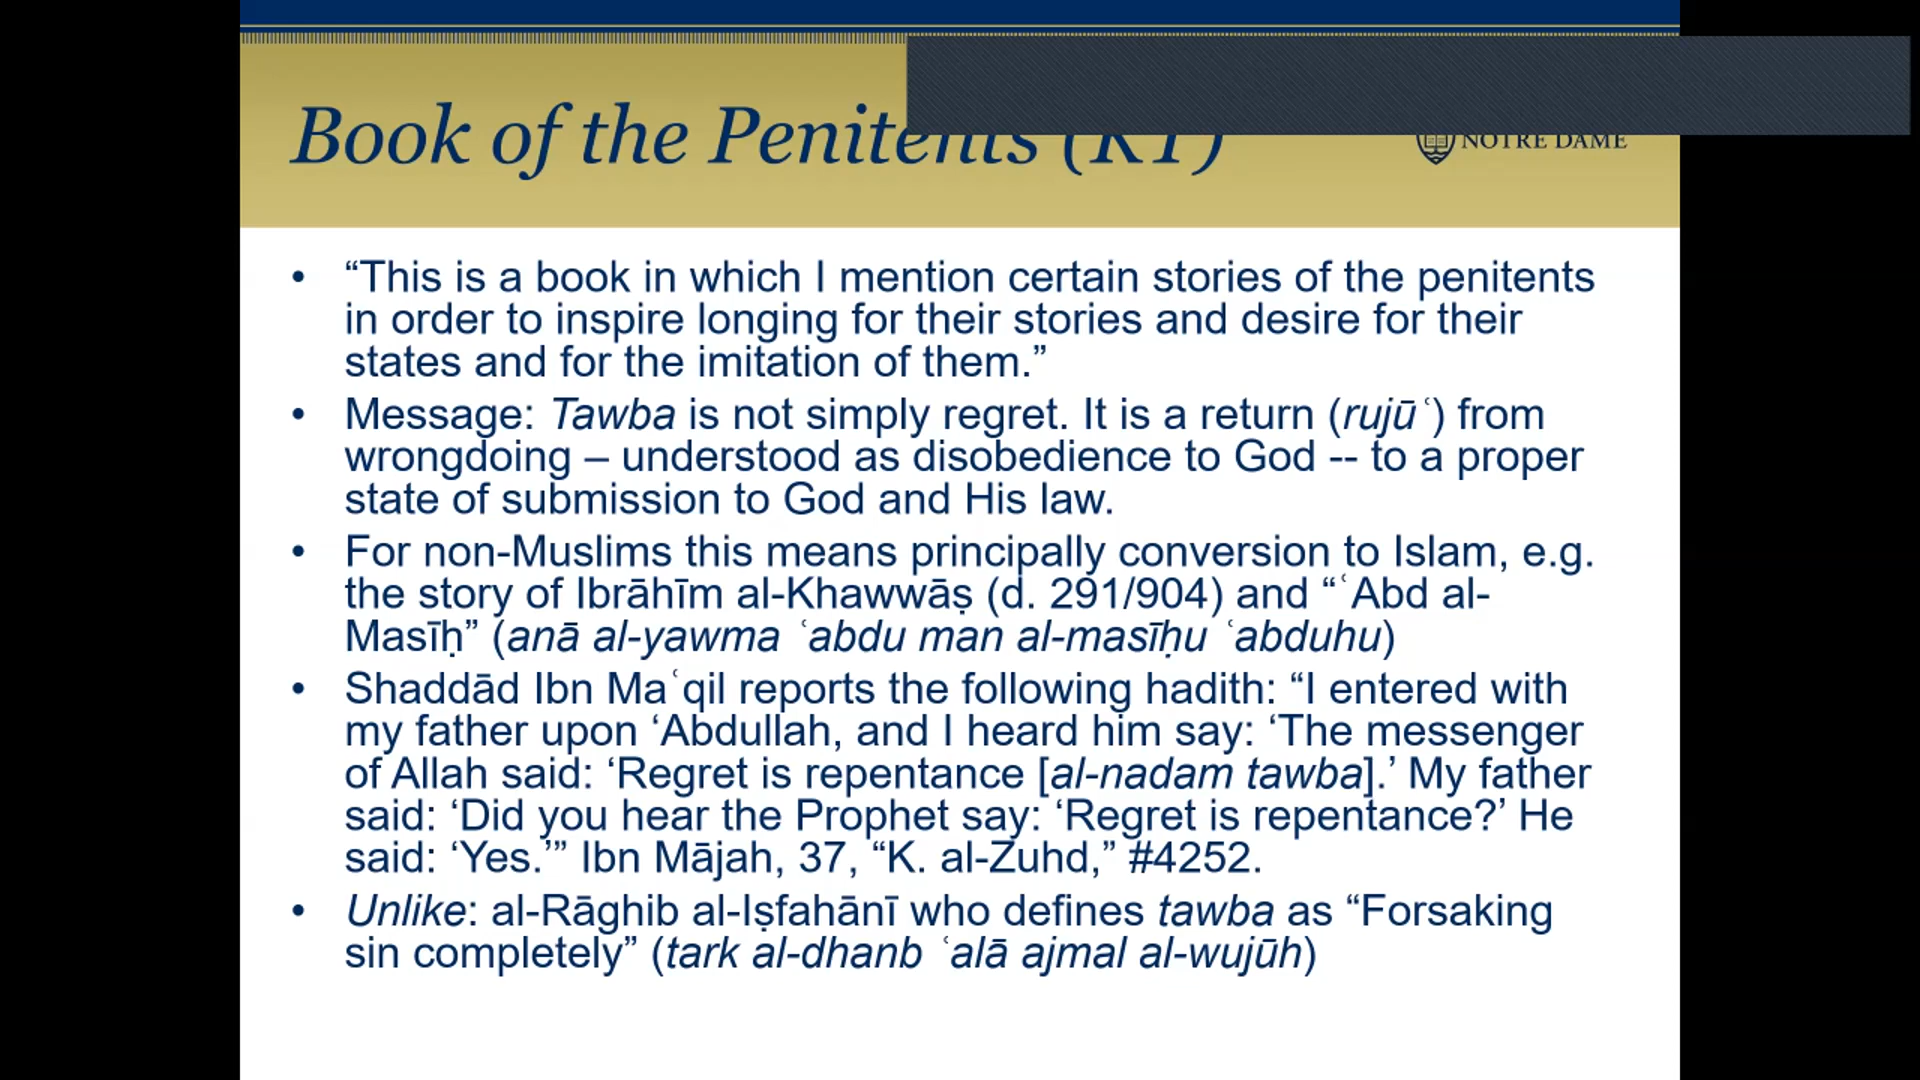 Book of the Penitents (KT)
NOTRE DAME
• “This is a book in which I mention certain stories of the penitents
in order to inspire longing for their stories and desire for their
states and for the imitation of them.”
• Message: Tawba is not simply regret. It is a return (rujūʿ) from
wrongdoing – understood as disobedience to God -- to a proper
state of submission to God and His law.
• For non-Muslims this means principally conversion to Islam, e.g.
the story of Ibrāhīm al-Khawwāṣ (d. 291/904) and “ʿAbd al-
Masīḥ” (anā al-yawma ʿabdu man al-masīḥu ʿabduhu)
• Shaddād Ibn Maʿqil reports the following hadith: “I entered with
my father upon ‘Abdullah, and I heard him say: ‘The messenger
of Allah said: ‘Regret is repentance [al-nadam tawba].’ My father
said: ‘Did you hear the Prophet say: ‘Regret is repentance?’ He
said: ‘Yes.’” Ibn Mājah, 37, “K. al-Zuhd,” #4252.
• Unlike: al-Rāghib al-Iṣfahānī who defines tawba as “Forsaking
sin completely” (tark al-dhanb ʿalā ajmal al-wujūh)